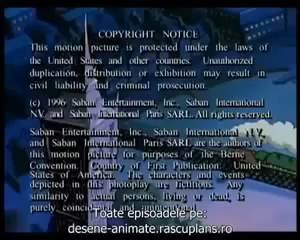 COPYRIGHT NOTICE
This motion picture is protected under the laws of
the United States and other countries. Unauthorized
duplication, distribution or exhibition may result in
civil liability and criminal prosecution.
(c) 1996 Saban Entertainment, Inc., Saban International
N.V. and Saban International Paris SARL. All rights reserved.
Saban Entertainment, Inc., Saban International N.V.
and Saban International Paris SARL are the authors of
this motion picture for purposes of the Berne
Convention. Country of First Publication: United
States of America. The characters and events
depicted in this photoplay are fictitious. Any
similarity to actual persons, living or dead, is
purely coincidental and unintentional.
Toate episoadele pe:
desene-animate.rascuplans.ro